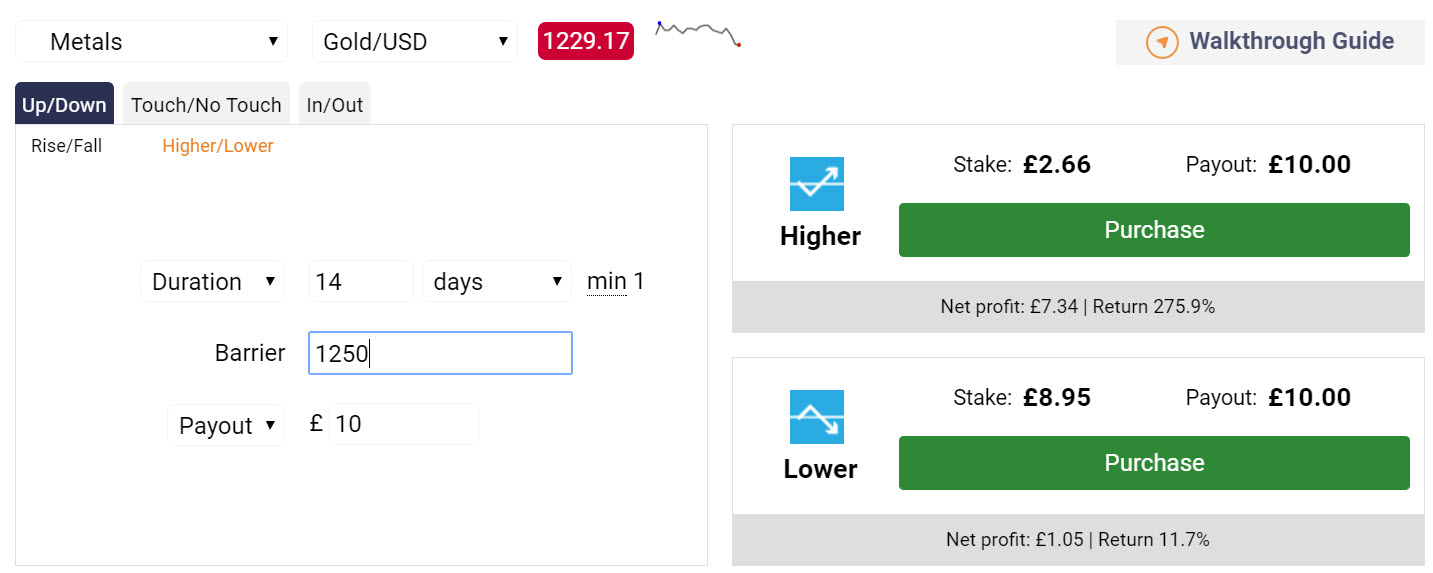 Metals
Gold/USD
1229.17
Walkthrough Guide
Up/Down
Touch/No Touch
In/Out
Rise/Fall
Higher/Lower
Duration
14
days
min 1
Barrier
1250
Payout
£ 10
Higher
Stake: £2.66
Payout: £10.00
Purchase
Net profit: £7.34 | Return 275.9%
Lower
Stake: £8.95
Payout: £10.00
Purchase
Net profit: £1.05 | Return 11.7%